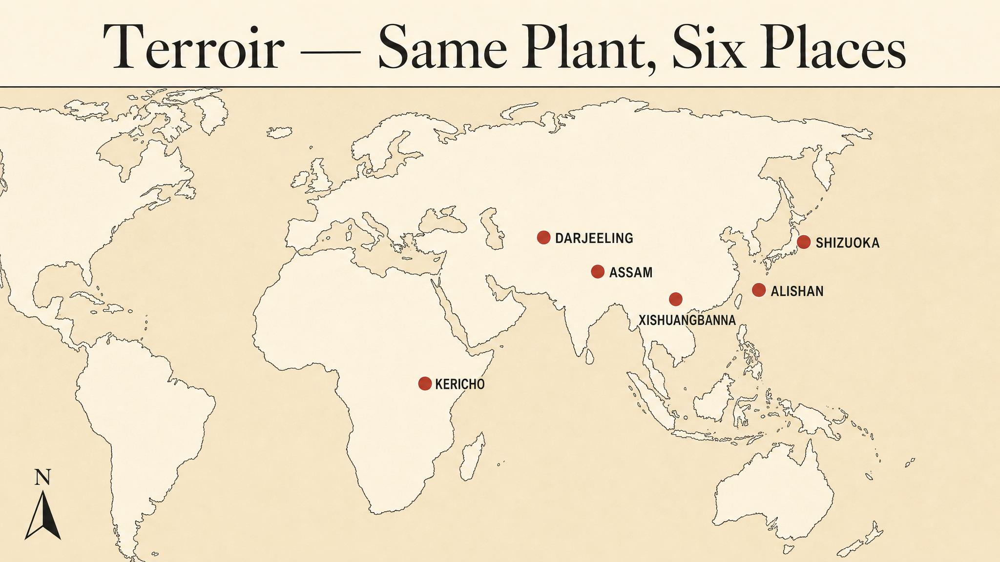 Terroir — Same Plant, Six Places
DARJEELING
SHIZUOKA
ASSAM
ALISHAN
XISHUANGBANNA
KERICHO
N